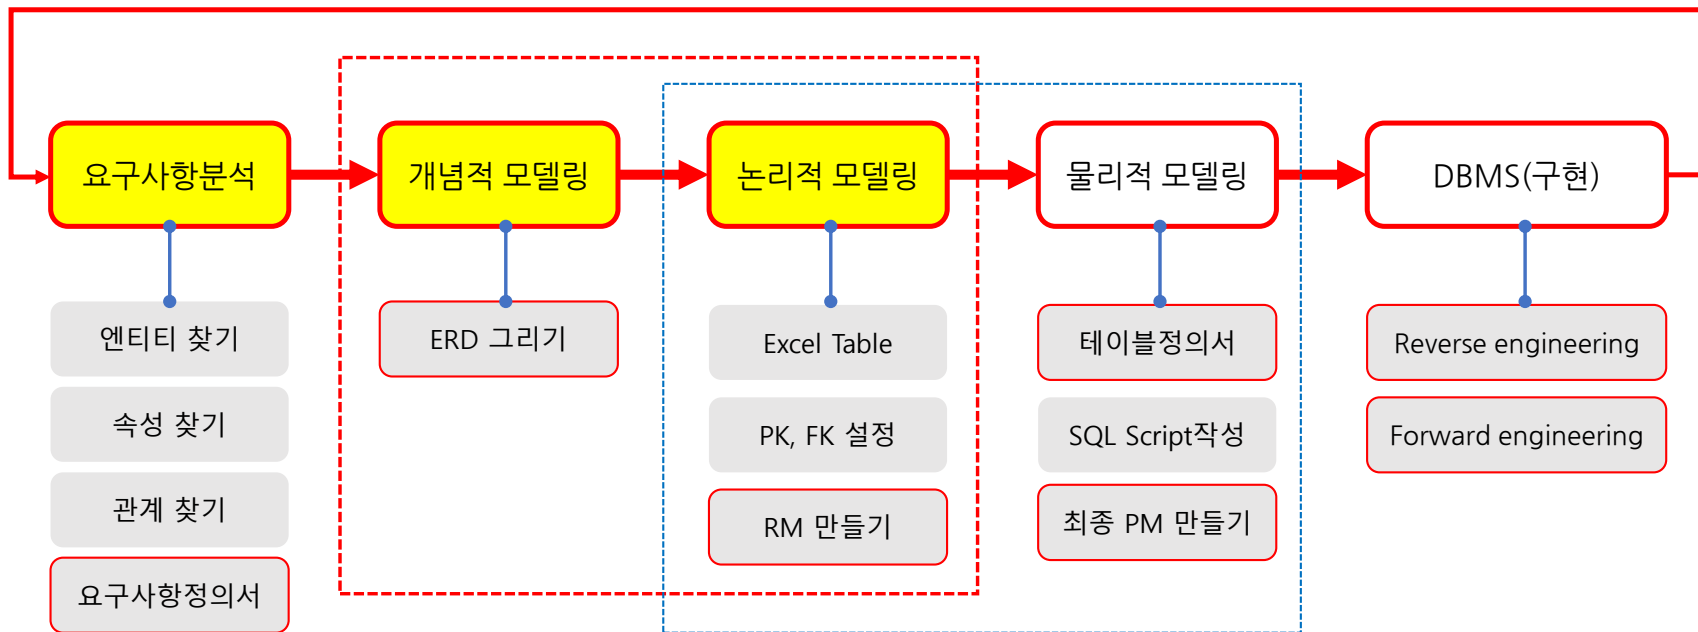 요구사항분석
개념적 모델링
논리적 모델링
물리적 모델링
DBMS(구현)
엔티티 찾기
속성 찾기
관계 찾기
요구사항정의서
ERD 그리기
Excel Table
PK, FK 설정
RM 만들기
테이블정의서
SQL Script작성
최종 PM 만들기
Reverse engineering
Forward engineering